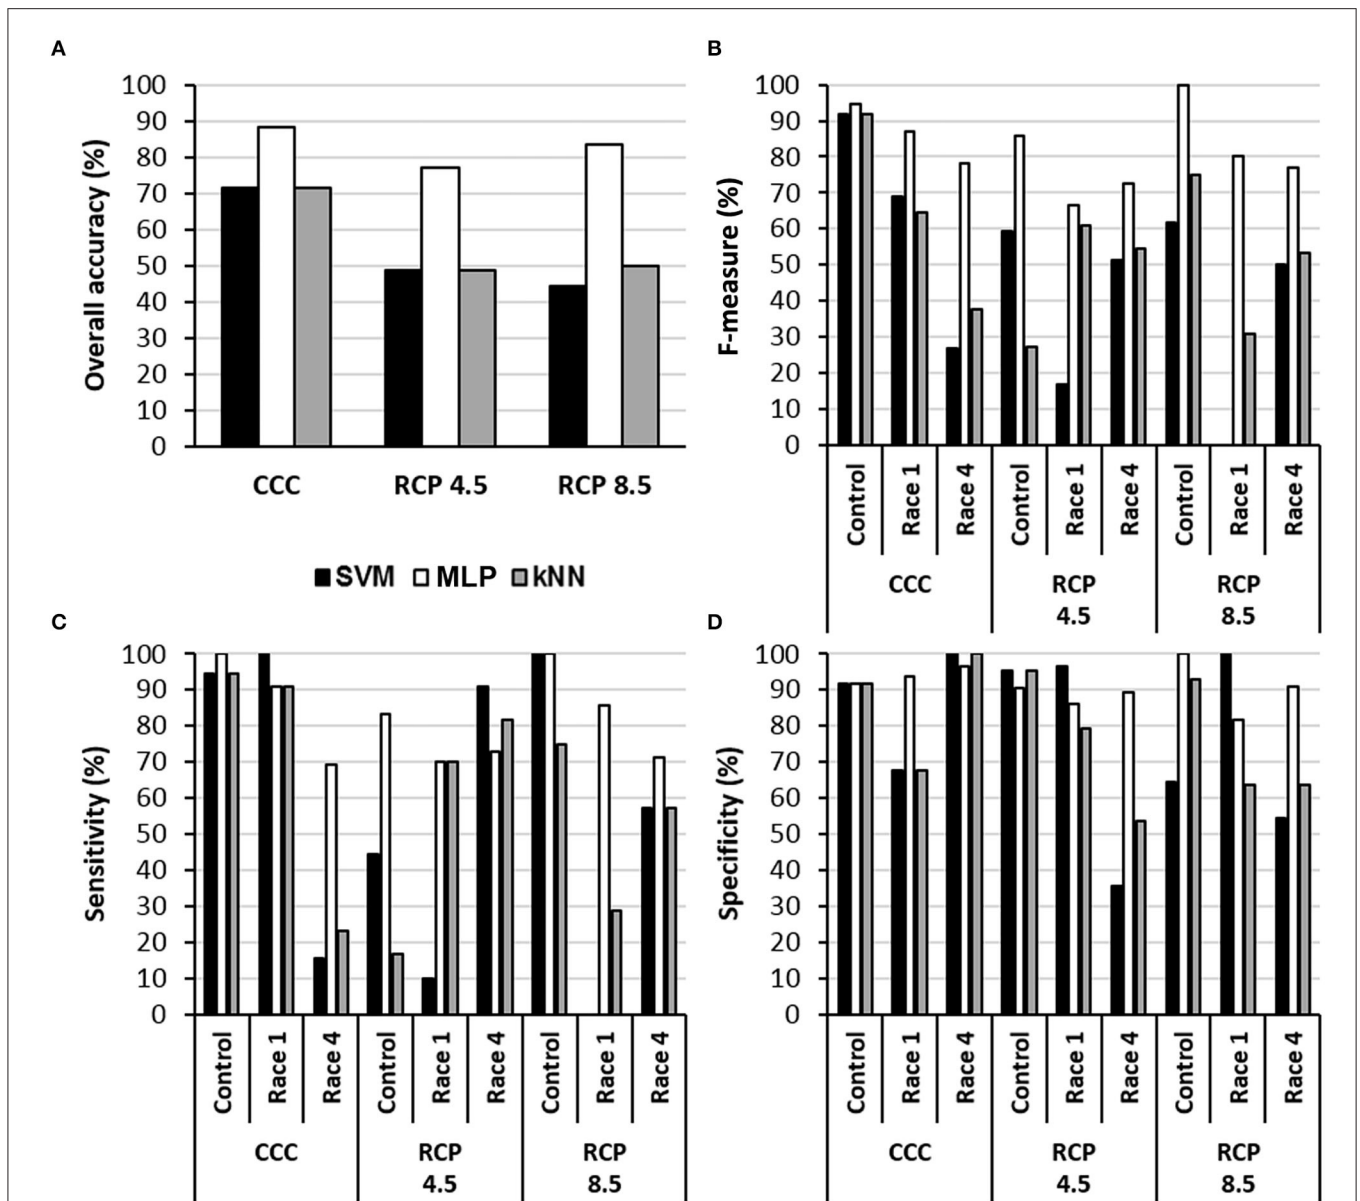 A
100
90
80
70
60
50
40
30
20
10
0
Overall accuracy (%)
CCC RCP 4.5 RCP 8.5
SVM MLP kNN
B
100
90
80
70
60
50
40
30
20
10
0
F-measure (%)
Control Race 1 Race 4 Control Race 1 Race 4 Control Race 1 Race 4
CCC RCP RCP
4.5 8.5
C
100
90
80
70
60
50
40
30
20
10
0
Sensitivity (%)
Control Race 1 Race 4 Control Race 1 Race 4 Control Race 1 Race 4
CCC RCP RCP
4.5 8.5
D
100
90
80
70
60
50
40
30
20
10
0
Specificity (%)
Control Race 1 Race 4 Control Race 1 Race 4 Control Race 1 Race 4
CCC RCP RCP
4.5 8.5